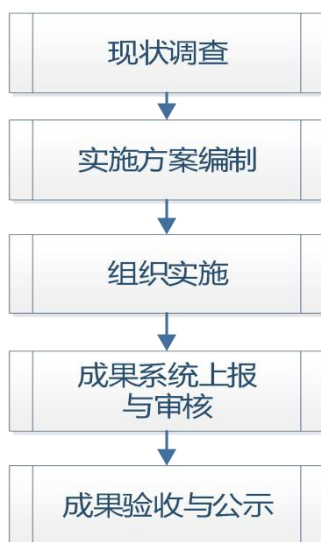 现状调查
实施方案编制
组织实施
成果系统上报
与审核
成果验收与公示